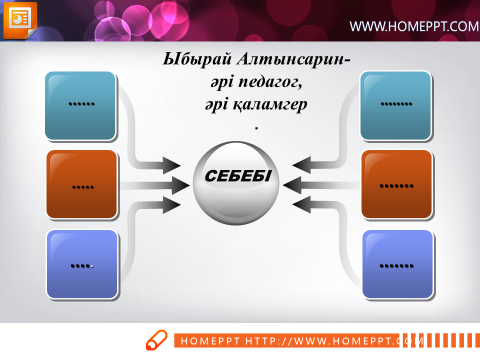 WWW.HOMEPPT.COM
Ыбырай Алтынсарин-
әрі педагог,
әрі қаламгер
.
...... ........
СЕБЕБІ
..... .......
.... .......
HOMEPPT HTTP://WWW.HOMEPPT.COM